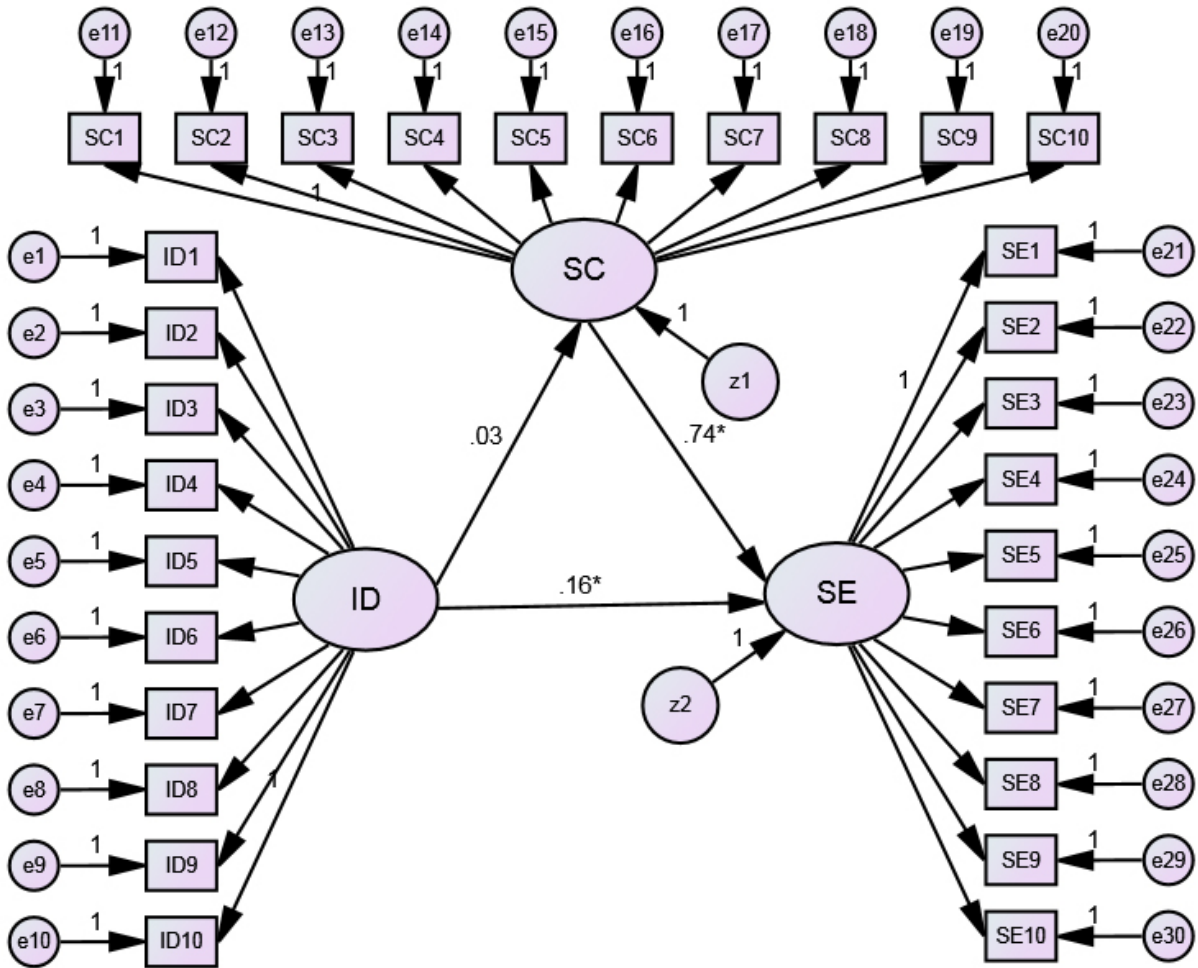 e11 e12 e13 e14 e15 e16 e17 e18 e19 e20
1 1 1 1 1 1 1 1 1 1
SC1 SC2 SC3 SC4 SC5 SC6 SC7 SC8 SC9 SC10
1
SC
1
z1
.03
.74*
e1 1 ID1
e2 1 ID2
e3 1 ID3
e4 1 ID4
e5 1 ID5
e6 1 ID6
e7 1 ID7
e8 1 ID8
e9 1 ID9
e10 1 ID10
1
ID
.16*
SE
1
z2
1
SE1 1 e21
SE2 1 e22
SE3 1 e23
SE4 1 e24
SE5 1 e25
SE6 1 e26
SE7 1 e27
SE8 1 e28
SE9 1 e29
SE10 1 e30